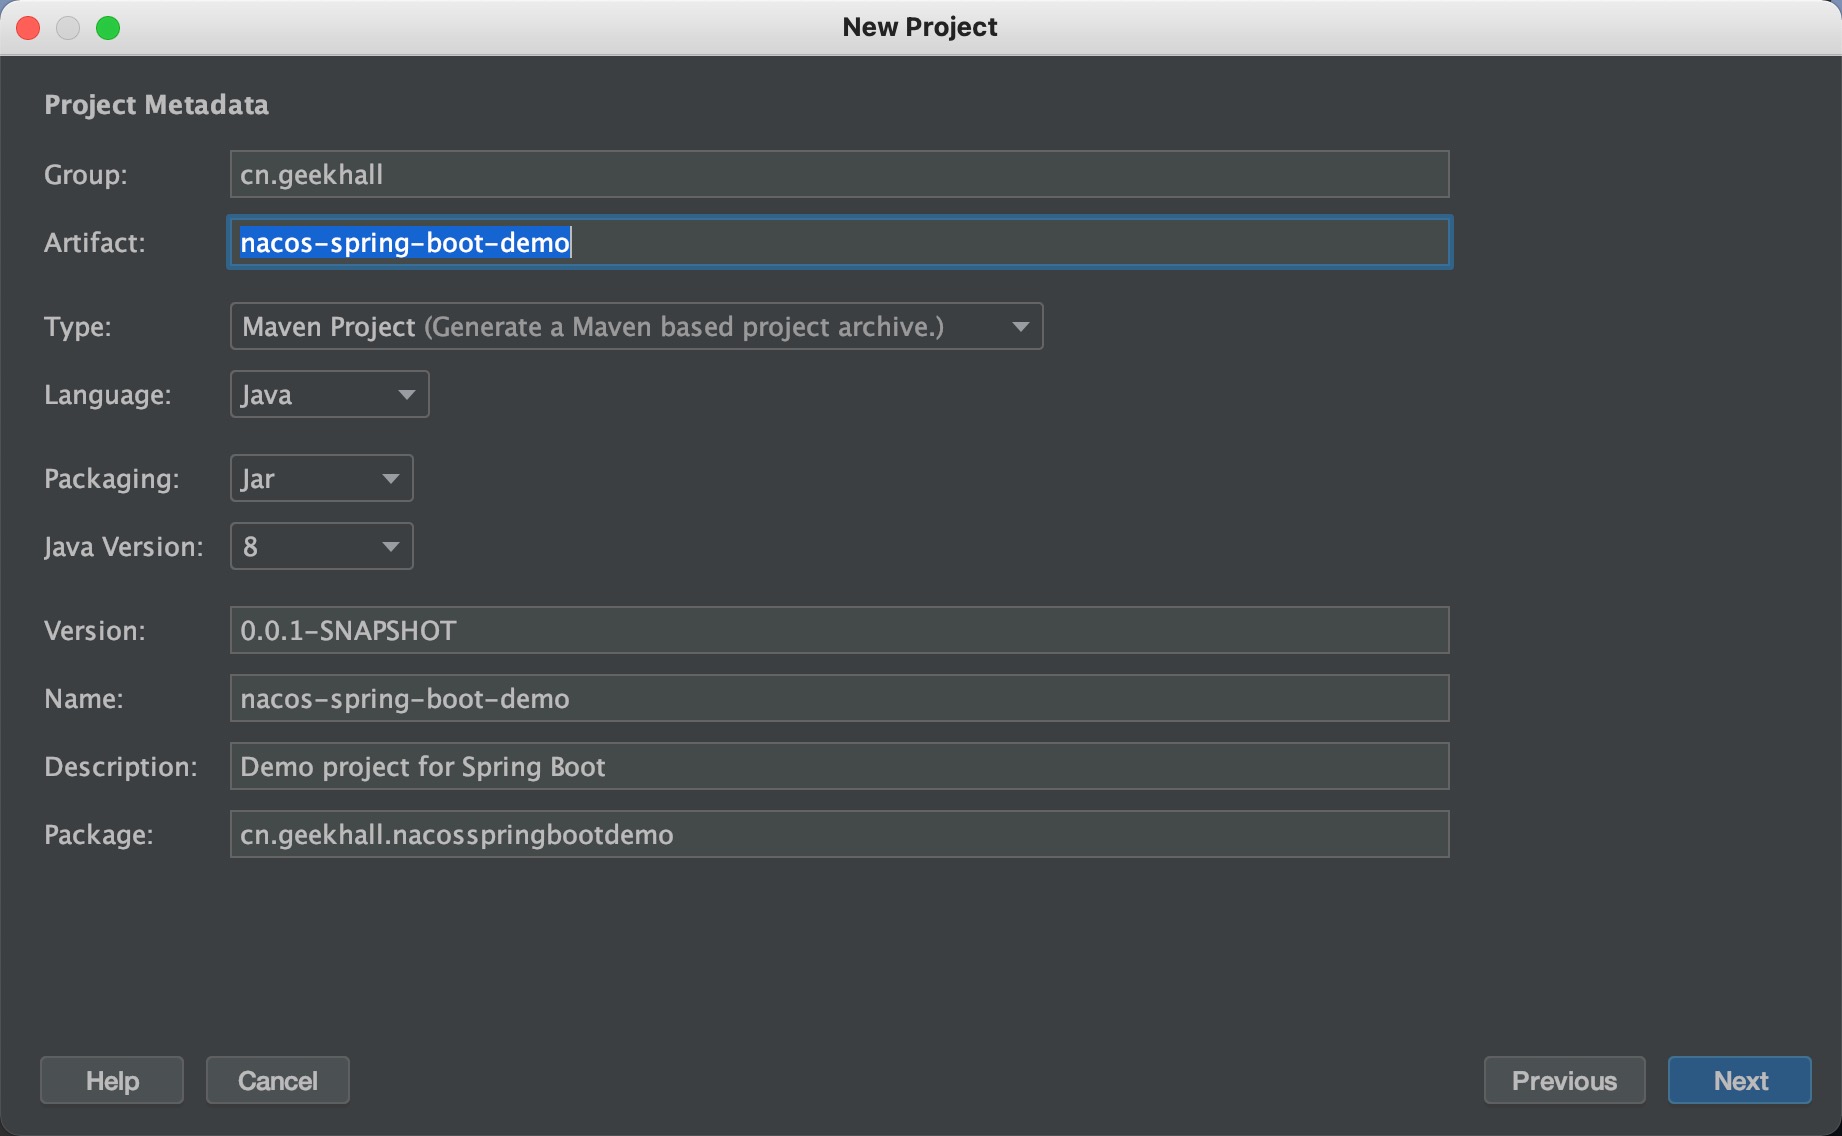 New Project
Project Metadata
Group: cn.geekhall
Artifact: nacos-spring-boot-demo
Type: Maven Project (Generate a Maven based project archive.)
Language: Java
Packaging: Jar
Java Version: 8
Version: 0.0.1-SNAPSHOT
Name: nacos-spring-boot-demo
Description: Demo project for Spring Boot
Package: cn.geekhall.nacosspringbootdemo
Help Cancel Previous Next